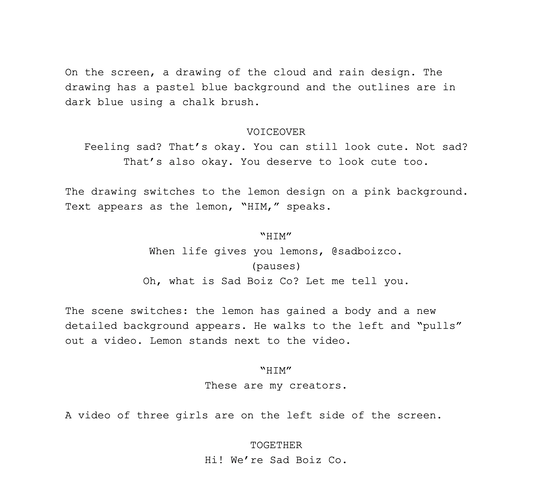 On the screen, a drawing of the cloud and rain design. The
drawing has a pastel blue background and the outlines are in
dark blue using a chalk brush.
VOICEOVER
Feeling sad? That’s okay. You can still look cute. Not sad?
That’s also okay. You deserve to look cute too.
The drawing switches to the lemon design on a pink background.
Text appears as the lemon, “HIM,” speaks.
“HIM”
When life gives you lemons, @sadboizco.
(pauses)
Oh, what is Sad Boiz Co? Let me tell you.
The scene switches: the lemon has gained a body and a new
detailed background appears. He walks to the left and “pulls”
out a video. Lemon stands next to the video.
“HIM”
These are my creators.
A video of three girls are on the left side of the screen.
TOGETHER
Hi! We’re Sad Boiz Co.